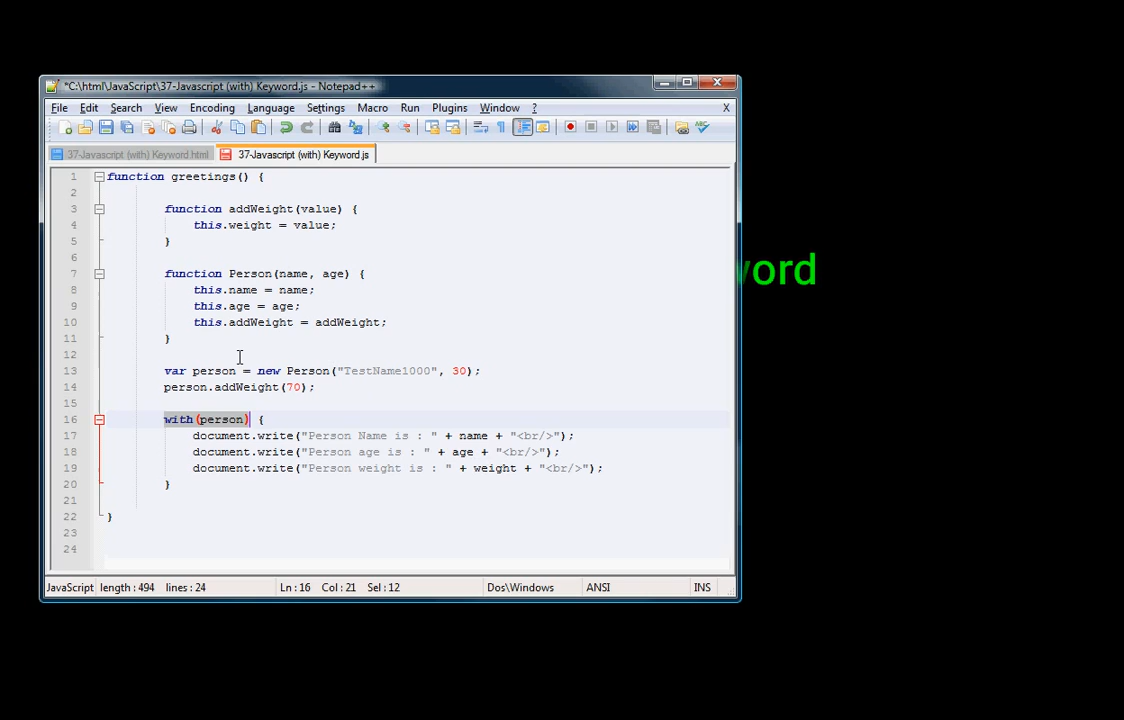 *C:\html\JavaScript\37-Javascript (with) Keyword.js - Notepad++
File Edit Search View Encoding Language Settings Macro Run Plugins Window ? X
37-Javascript (with) Keyword.html 37-Javascript (with) Keyword.js
1 function greetings() {
2
3 function addWeight(value) {
4 this.weight = value;
5 }
6
7 function Person(name, age) {
8 this.name = name;
9 this.age = age;
10 this.addWeight = addWeight;
11 }
12
13 var person = new Person("TestName1000", 30);
14 person.addWeight(70);
15
16 with(person) {
17 document.write("Person Name is : " + name + "<br/>");
18 document.write("Person age is : " + age + "<br/>");
19 document.write("Person weight is : " + weight + "<br/>");
20 }
21
22 }
23
24
word
JavaScript length : 494 lines : 24 Ln : 16 Col : 21 Sel : 12 Dos\Windows ANSI INS